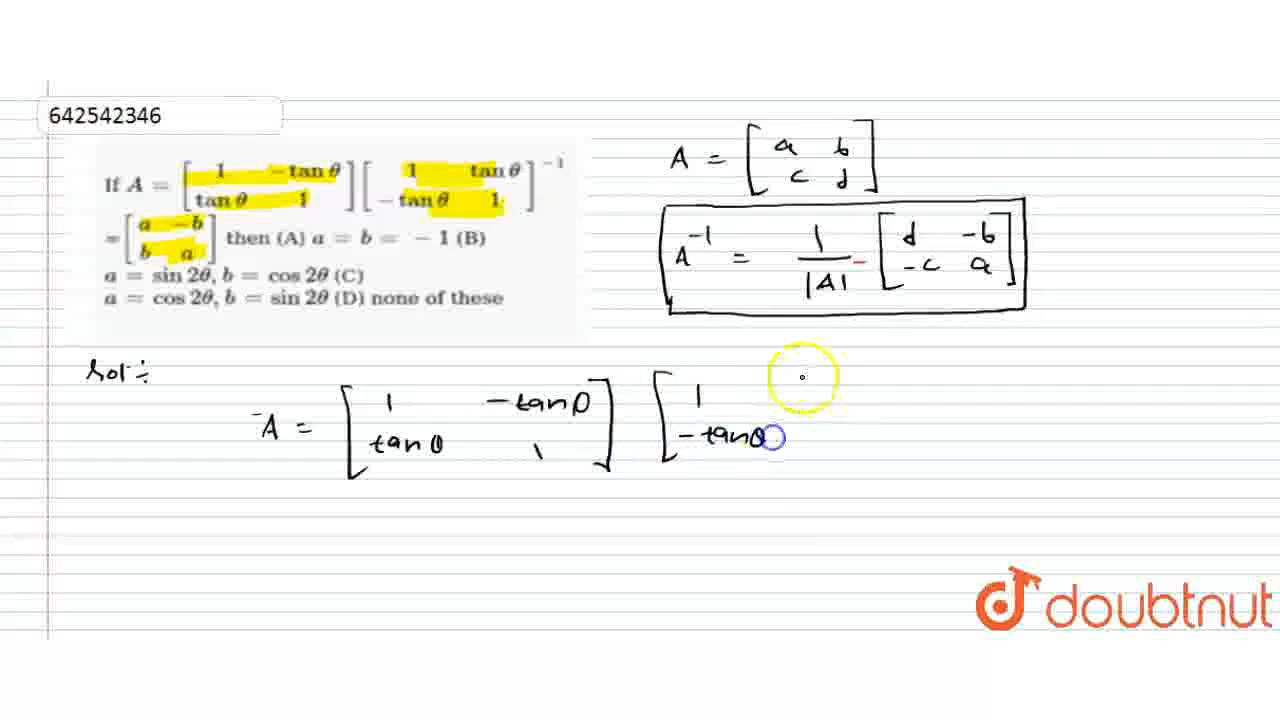 642542346
If A = [1 −tan θ; tan θ 1] [1 tan θ; −tan θ 1]⁻¹
= [a −b; b a] then (A) a = b = −1 (B)
a = sin 2θ, b = cos 2θ (C)
a = cos 2θ, b = sin 2θ (D) none of these
A = [a b; c d]
A⁻¹ = 1/|A| [d −b; −c a]
Sol ÷
A = [1 −tanθ; tanθ 1] [1
−tanθ
doubtnut